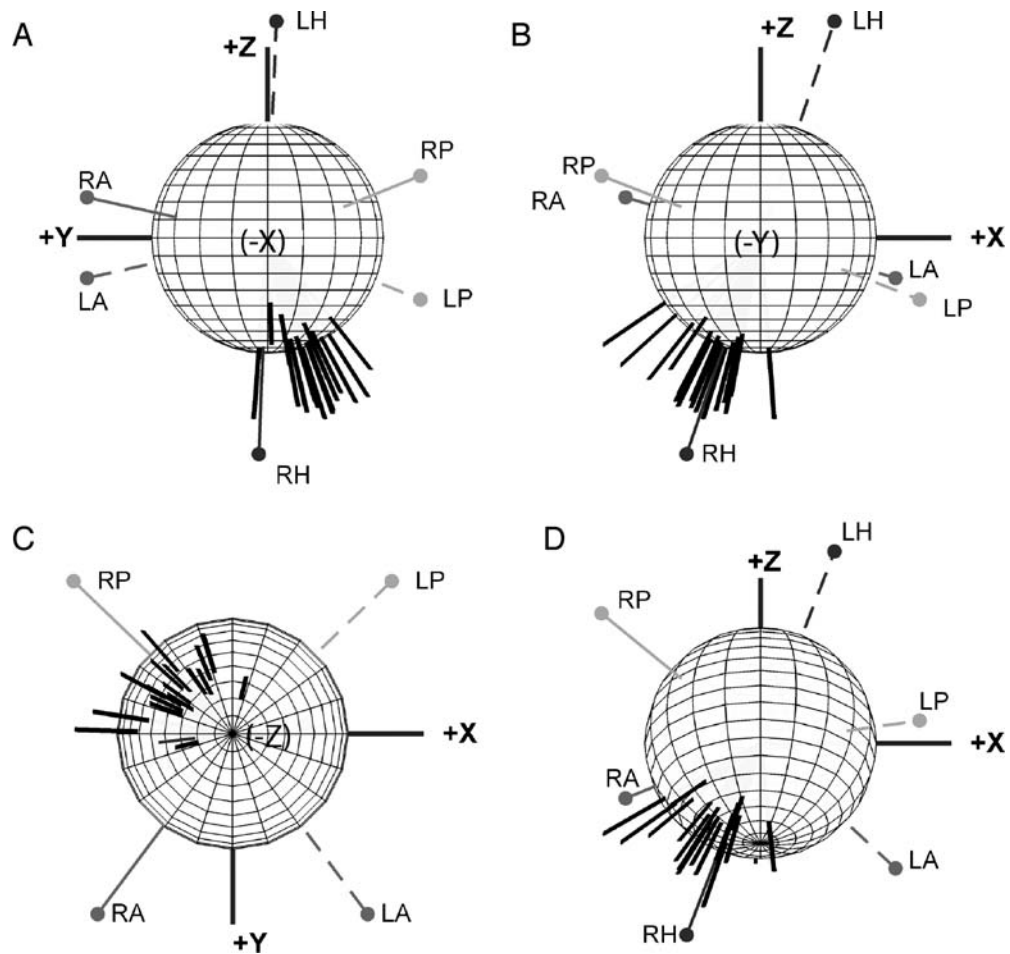 A
LH
+Z
RP
RA
+Y
(-X)
LA
LP
RH
B
+Z
LH
RP
RA
(-Y)
+X
LA
LP
RH
C
RP
LP
(-Z)
+X
RA
LA
+Y
D
LH
+Z
RP
LP
+X
RA
LA
RH